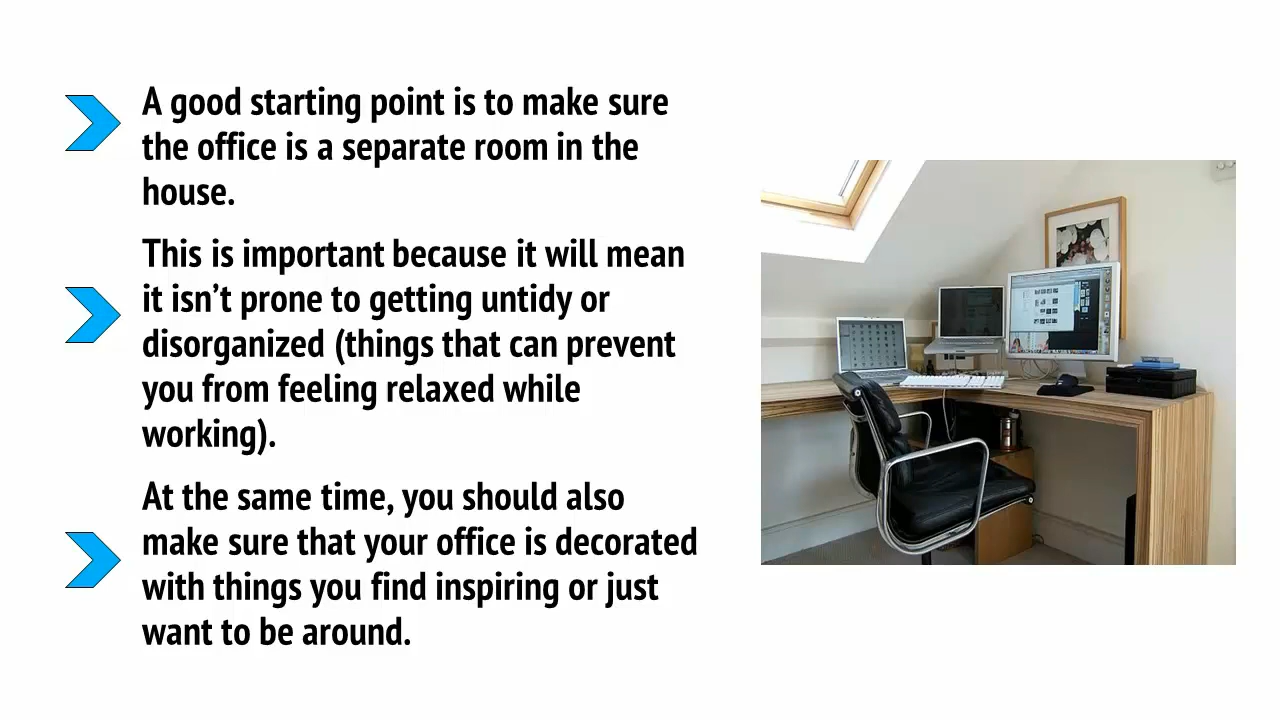 A good starting point is to make sure
the office is a separate room in the
house.
This is important because it will mean
it isn’t prone to getting untidy or
disorganized (things that can prevent
you from feeling relaxed while
working).
At the same time, you should also
make sure that your office is decorated
with things you find inspiring or just
want to be around.